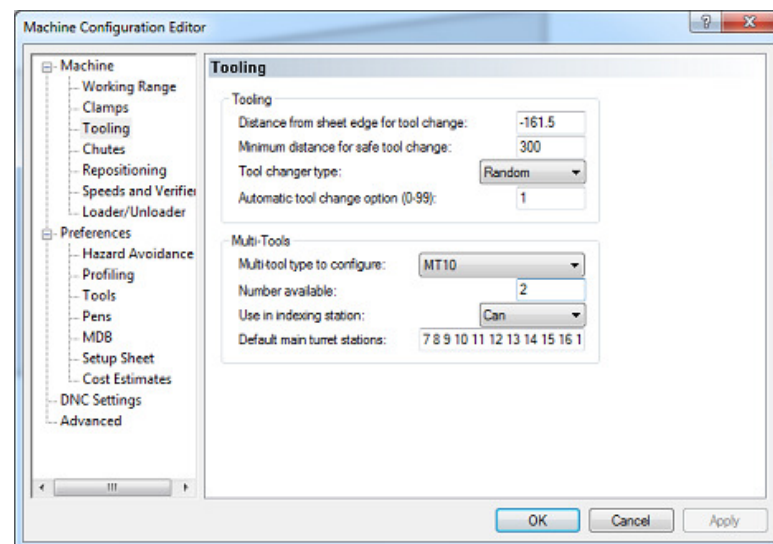 Machine Configuration Editor
Machine
Working Range
Clamps
Tooling
Chutes
Repositioning
Speeds and Verifie
Loader/Unloader
Preferences
Hazard Avoidance
Profiling
Tools
Pens
MDB
Setup Sheet
Cost Estimates
DNC Settings
Advanced
Tooling
Tooling
Distance from sheet edge for tool change: -161.5
Minimum distance for safe tool change: 300
Tool changer type: Random
Automatic tool change option (0-99): 1
Multi-Tools
Multi-tool type to configure: MT10
Number available: 2
Use in indexing station: Can
Default main turret stations: 7 8 9 10 11 12 13 14 15 16 1
OK Cancel Apply